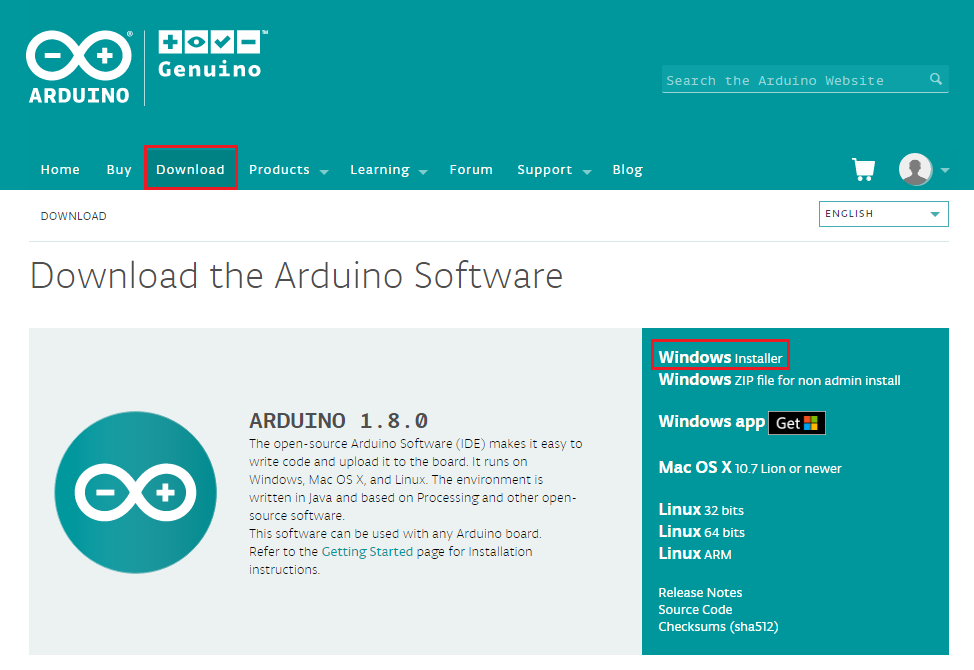 ARDUINO
Genuino
Search the Arduino Website
Home Buy Download Products Learning Forum Support Blog
DOWNLOAD
ENGLISH
Download the Arduino Software
ARDUINO 1.8.0
The open-source Arduino Software (IDE) makes it easy to
write code and upload it to the board. It runs on
Windows, Mac OS X, and Linux. The environment is
written in Java and based on Processing and other open-
source software.
This software can be used with any Arduino board.
Refer to the Getting Started page for Installation
instructions.
Windows Installer
Windows ZIP file for non admin install
Windows app Get
Mac OS X 10.7 Lion or newer
Linux 32 bits
Linux 64 bits
Linux ARM
Release Notes
Source Code
Checksums (sha512)